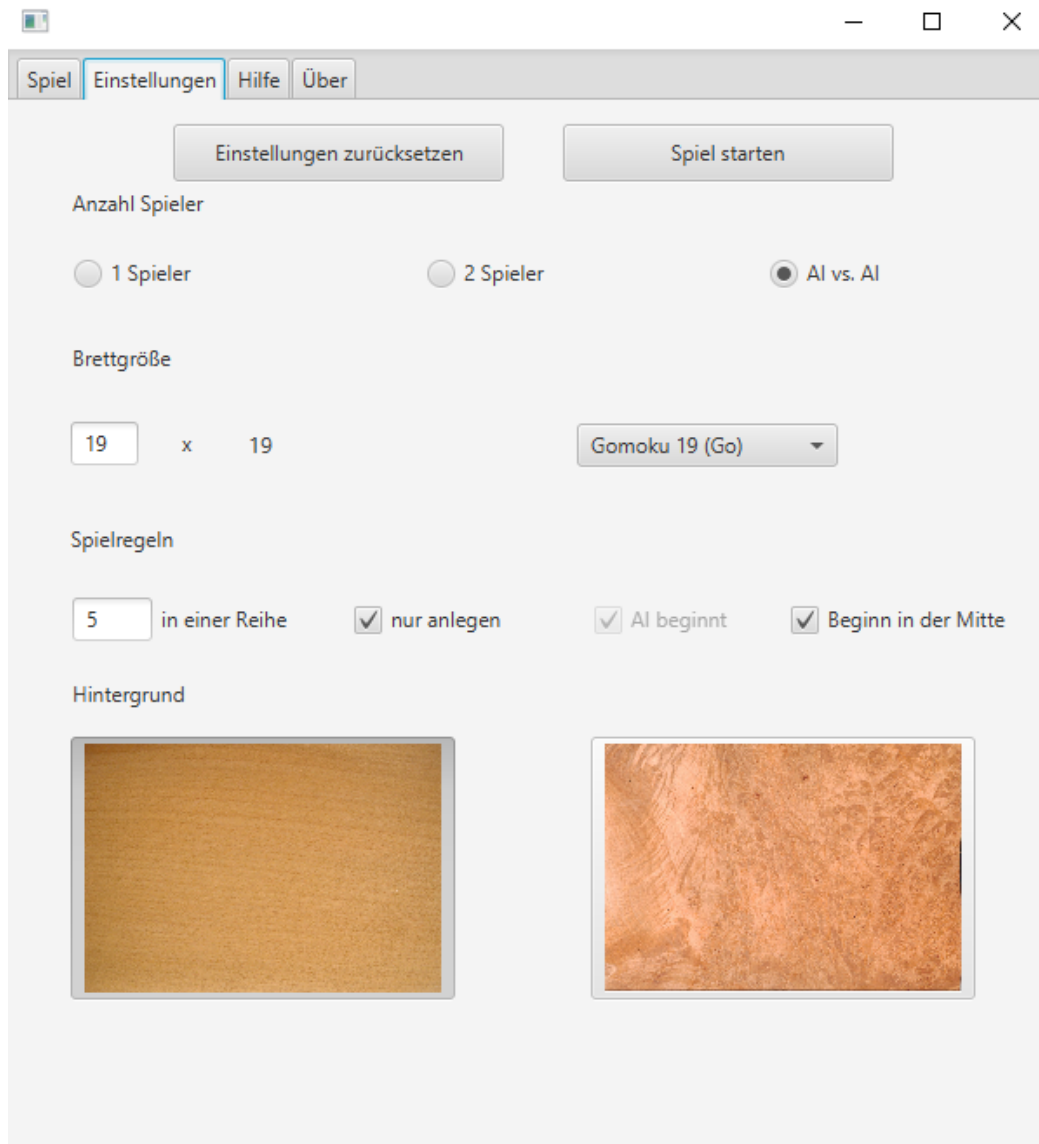 Spiel Einstellungen Hilfe Über
Einstellungen zurücksetzen Spiel starten
Anzahl Spieler
1 Spieler 2 Spieler AI vs. AI
Brettgröße
19 x 19 Gomoku 19 (Go)
Spielregeln
5 in einer Reihe nur anlegen AI beginnt Beginn in der Mitte
Hintergrund